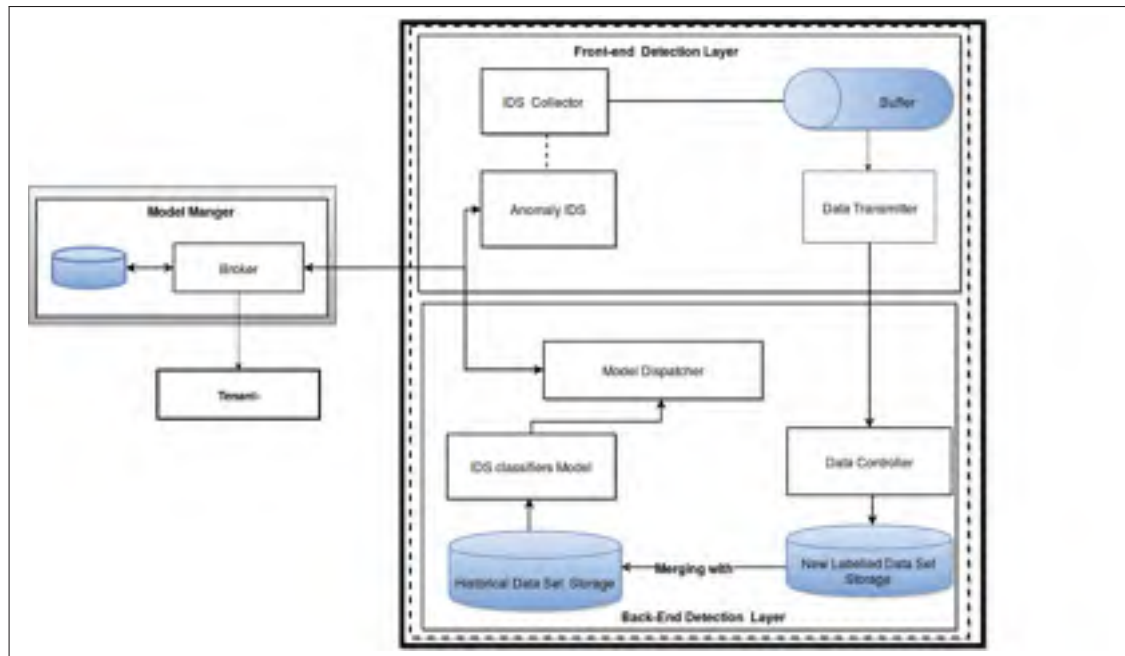 Front-end Detection Layer
IDS Collector
Buffer
Anomaly IDS
Data Transmitter
Model Manger
Broker
Tenant-
Model Dispatcher
IDS classifiers Model
Data Controller
Historical Data Set Storage
Merging with
New Labelled Data Set
Storage
Back-End Detection Layer